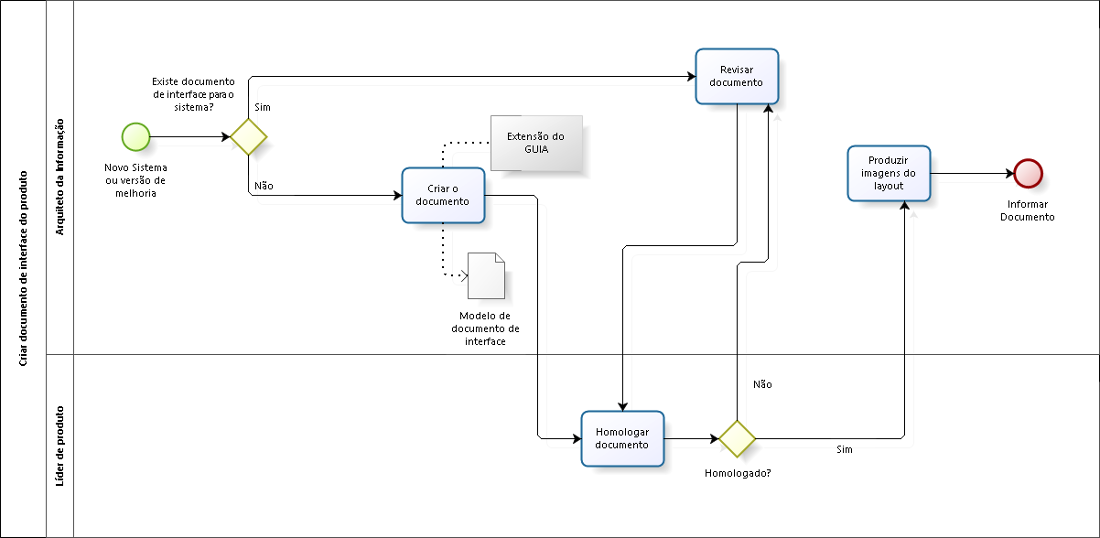 Criar documento de interface do produto
Arquiteto da Informação
Existe documento
de interface para o
sistema?
Sim
Novo Sistema
ou versão de
melhoria
Não
Criar o
documento
Extensão do
GUIA
Modelo de
documento de
interface
Revisar
documento
Produzir
imagens do
layout
Informar
Documento
Líder de produto
Homologar
documento
Não
Homologado?
Sim